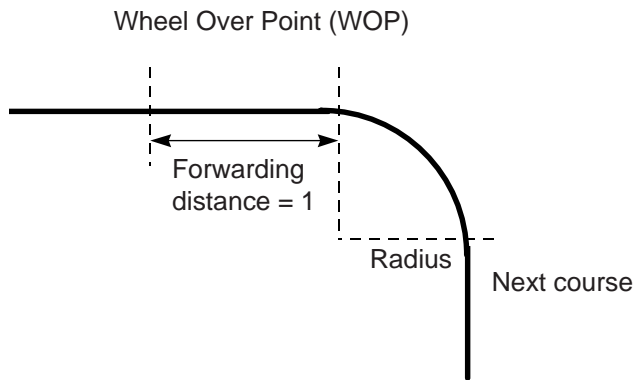 Wheel Over Point (WOP)
Forwarding
distance = 1
Radius
Next course